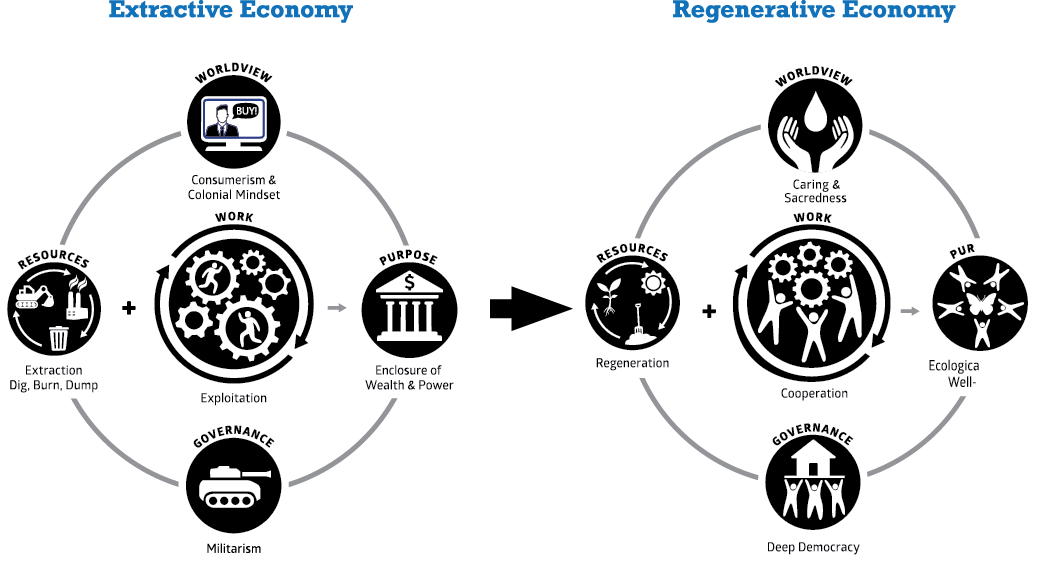 Extractive Economy
WORLDVIEW
BUY!
Consumerism &
Colonial Mindset
RESOURCES
Extraction
Dig, Burn, Dump
+
WORK
Exploitation
PURPOSE
$
Enclosure of
Wealth & Power
GOVERNANCE
Militarism
Regenerative Economy
WORLDVIEW
Caring &
Sacredness
RESOURCES
Regeneration
+
WORK
Cooperation
PUR
Ecologica
Well-
GOVERNANCE
Deep Democracy